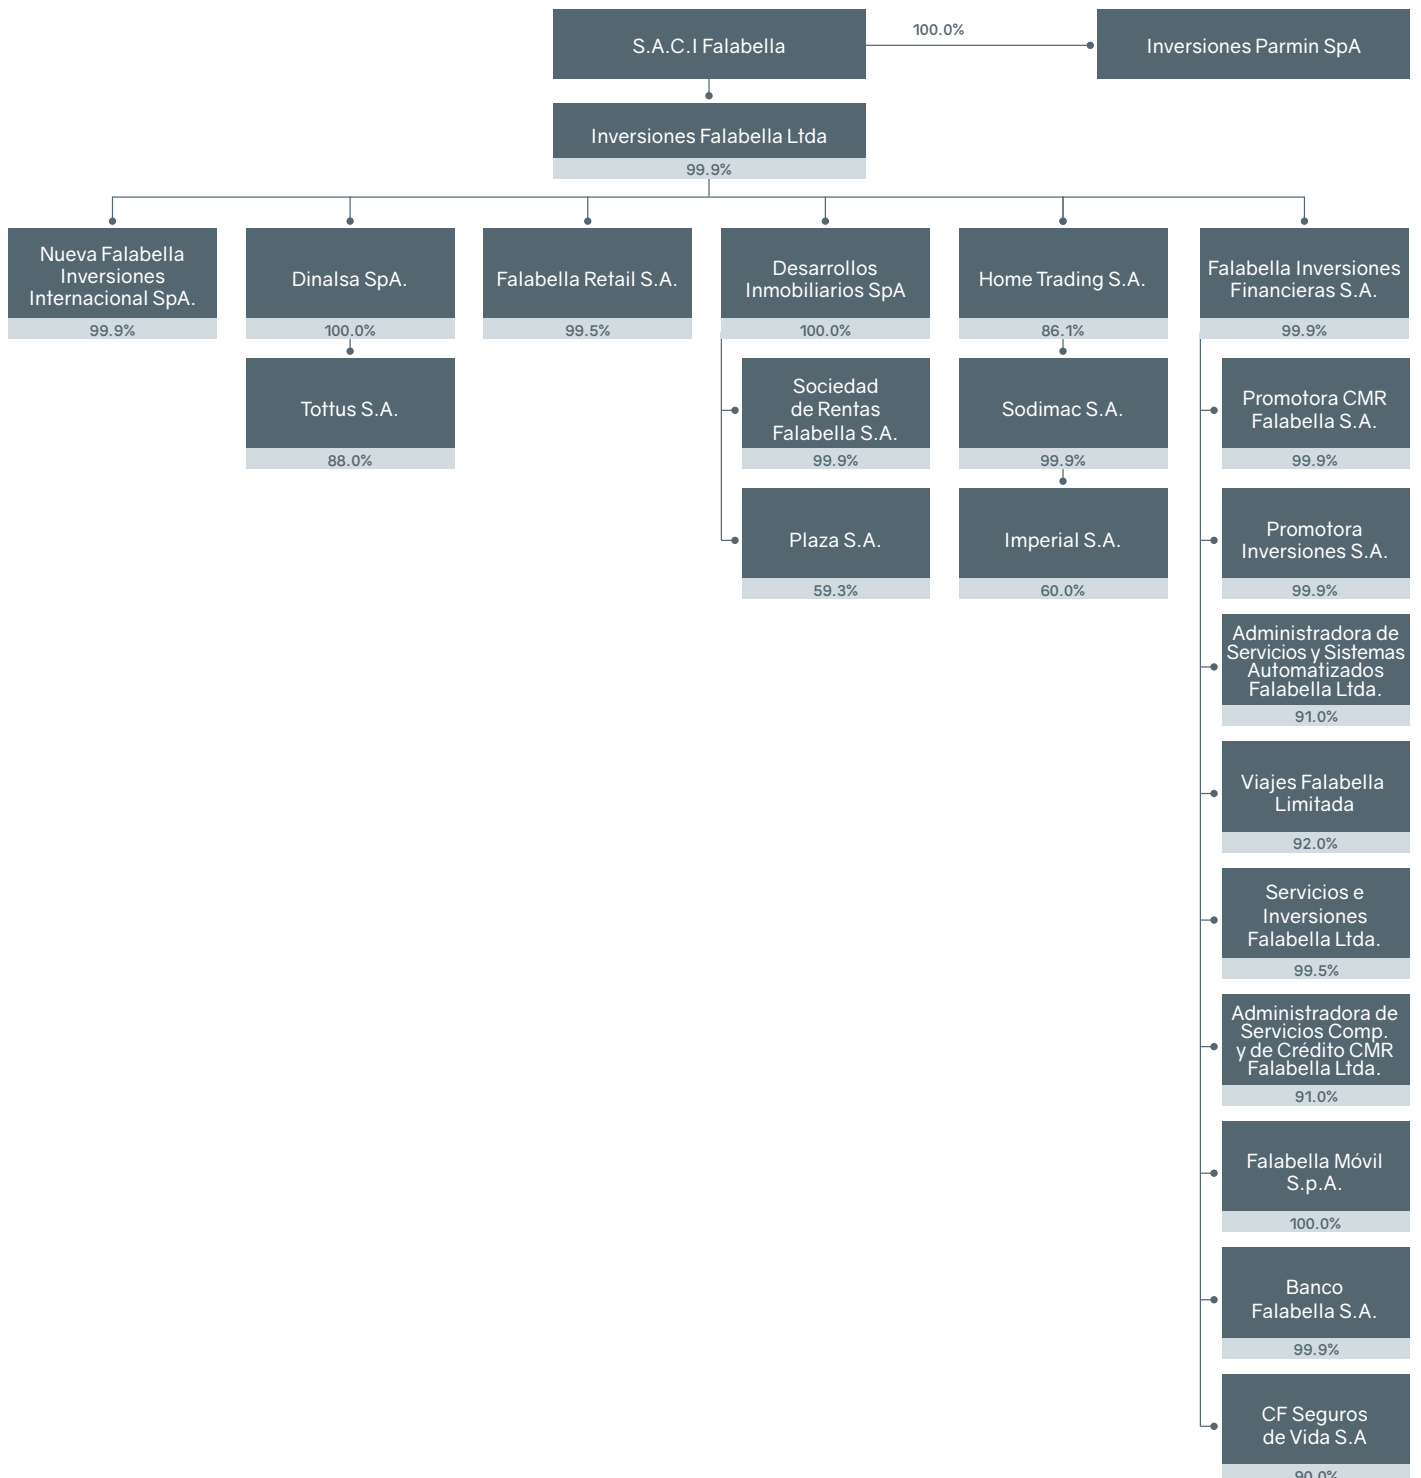 S.A.C.I Falabella
100.0%
Inversiones Parmin SpA
Inversiones Falabella Ltda
99.9%
Nueva Falabella
Inversiones
Internacional SpA.
99.9%
Dinalsa SpA.
100.0%
Tottus S.A.
88.0%
Falabella Retail S.A.
99.5%
Desarrollos
Inmobiliarios SpA
100.0%
Sociedad
de Rentas
Falabella S.A.
99.9%
Plaza S.A.
59.3%
Home Trading S.A.
86.1%
Sodimac S.A.
99.9%
Imperial S.A.
60.0%
Falabella Inversiones
Financieras S.A.
99.9%
Promotora CMR
Falabella S.A.
99.9%
Promotora
Inversiones S.A.
99.9%
Administradora de
Servicios y Sistemas
Automatizados
Falabella Ltda.
91.0%
Viajes Falabella
Limitada
92.0%
Servicios e
Inversiones
Falabella Ltda.
99.5%
Administradora de
Servicios Comp.
y de Crédito CMR
Falabella Ltda.
91.0%
Falabella Móvil
S.p.A.
100.0%
Banco
Falabella S.A.
99.9%
CF Seguros
de Vida S.A
90.0%